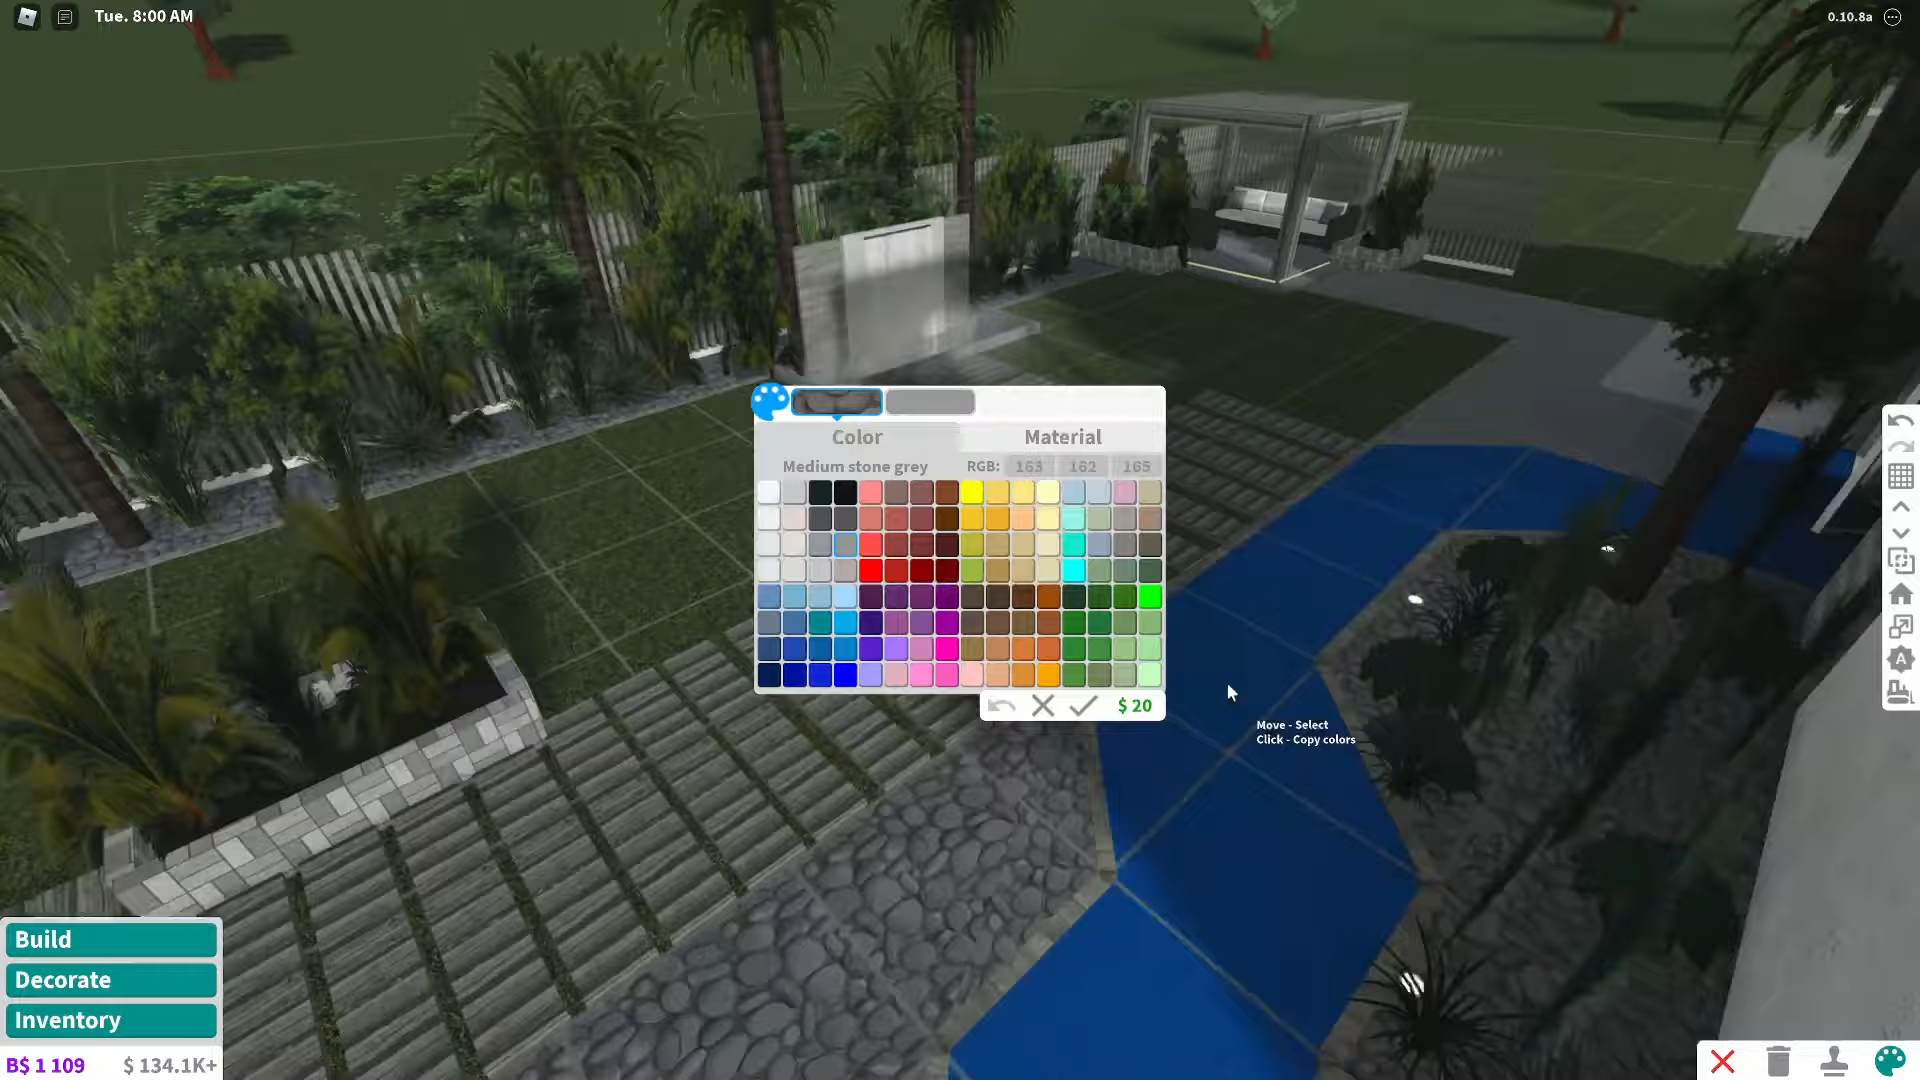 Tue. 8:00 AM
0.10.8a
Color
Material
Medium stone grey
RGB: 163 162 165
$ 20
Move - Select
Click - Copy colors
A
Build
Decorate
Inventory
B$ 1 109
$ 134.1K+